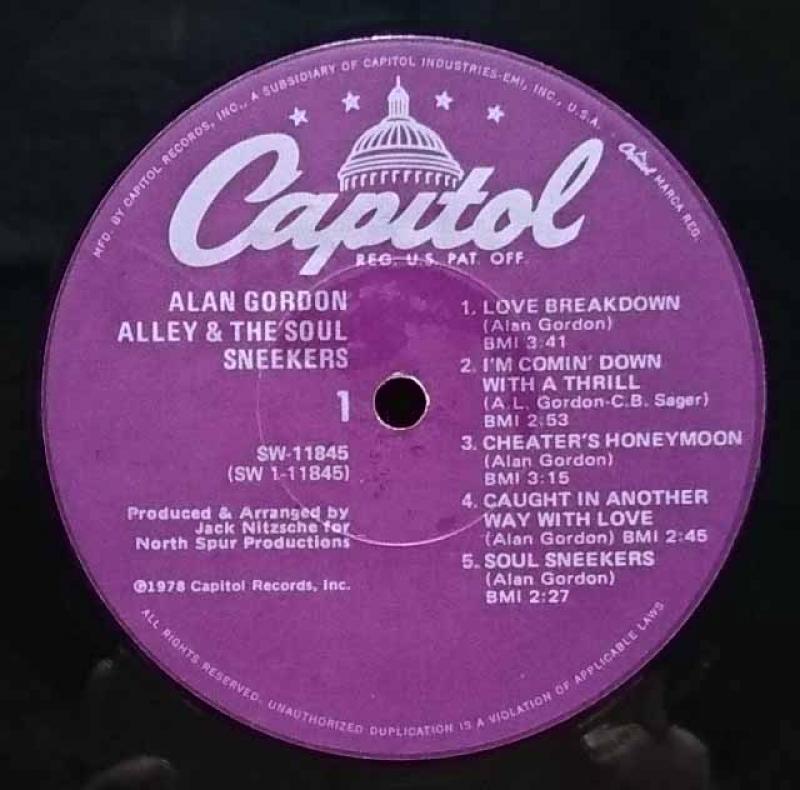 MFD. BY CAPITOL RECORDS, INC., A SUBSIDIARY OF CAPITOL INDUSTRIES-EMI, INC., U.S.A.
Capitol MARCA REG.
Capitol
REG. U.S. PAT. OFF.
ALAN GORDON
ALLEY & THE SOUL
SNEEKERS
1
SW-11845
(SW 1-11845)
Produced & Arranged by
Jack Nitzsche for
North Spur Productions
℗1978 Capitol Records, Inc.
1. LOVE BREAKDOWN
(Alan Gordon)
BMI 3:41
2. I'M COMIN' DOWN
WITH A THRILL
(A.L. Gordon-C.B. Sager)
BMI 2:53
3. CHEATER'S HONEYMOON
(Alan Gordon)
BMI 3:15
4. CAUGHT IN ANOTHER
WAY WITH LOVE
(Alan Gordon) BMI 2:45
5. SOUL SNEEKERS
(Alan Gordon)
BMI 2:27
ALL RIGHTS RESERVED. UNAUTHORIZED DUPLICATION IS A VIOLATION OF APPLICABLE LAWS